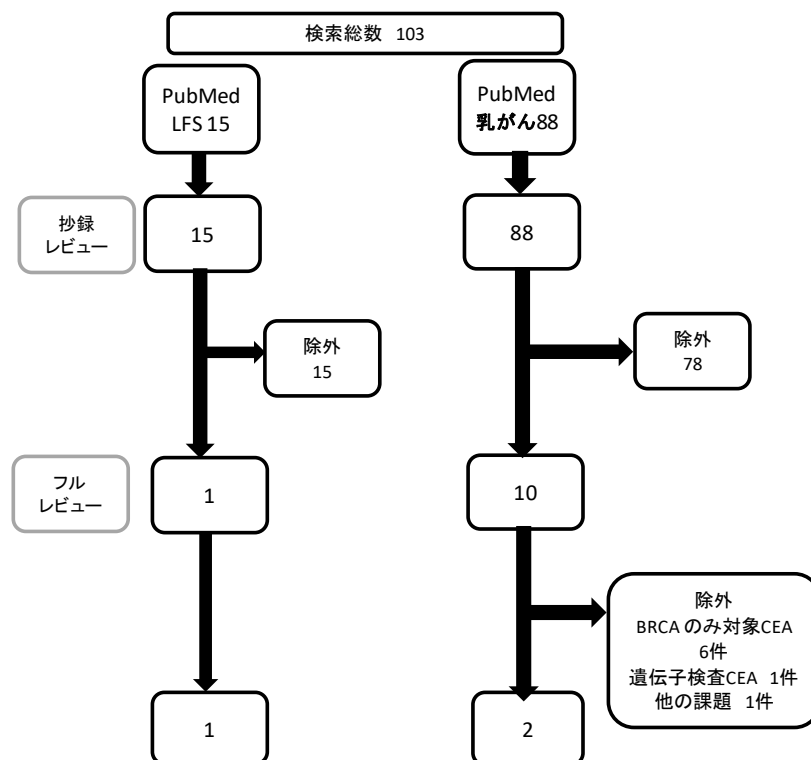 検索総数 103
PubMed
LFS 15
PubMed
乳がん88
抄録
レビュー
15
88
除外
15
除外
78
フル
レビュー
1
10
除外
BRCA のみ対象CEA
6件
遺伝子検査CEA 1件
他の課題 1件
1
2